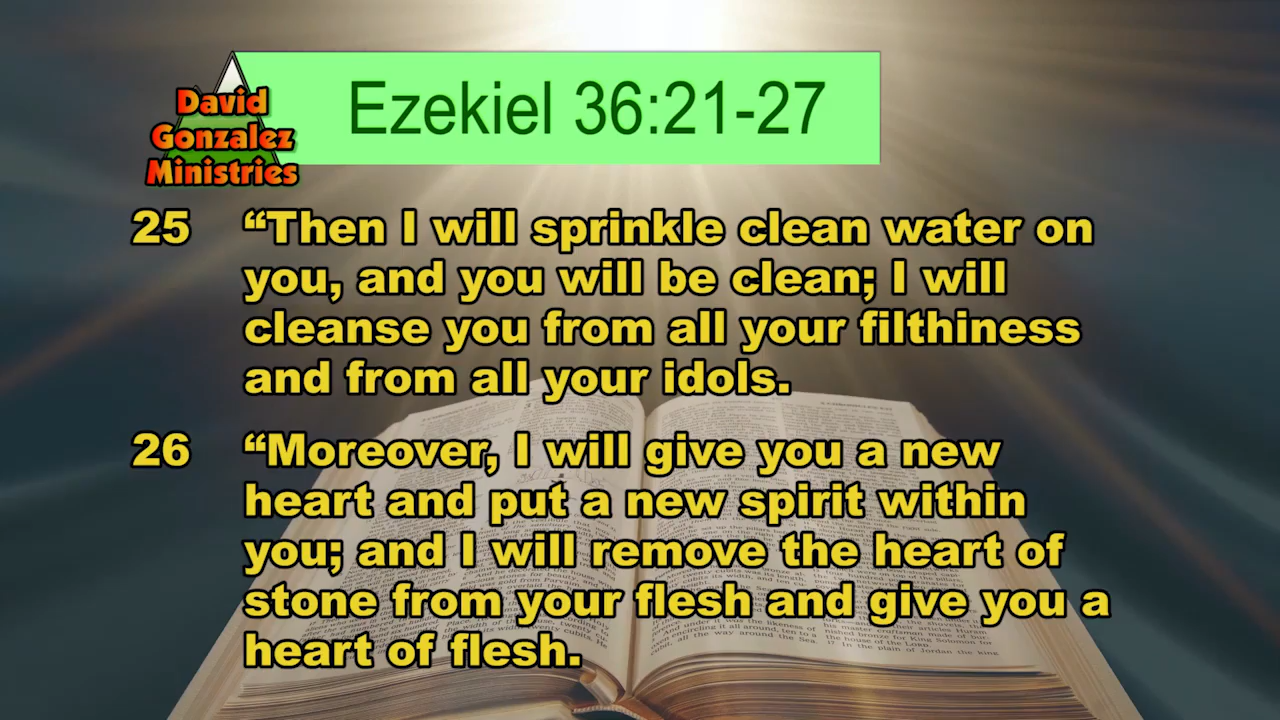 David
Gonzalez
Ministries
Ezekiel 36:21-27
25 “Then I will sprinkle clean water on
you, and you will be clean; I will
cleanse you from all your filthiness
and from all your idols.
26 “Moreover, I will give you a new
heart and put a new spirit within
you; and I will remove the heart of
stone from your flesh and give you a
heart of flesh.